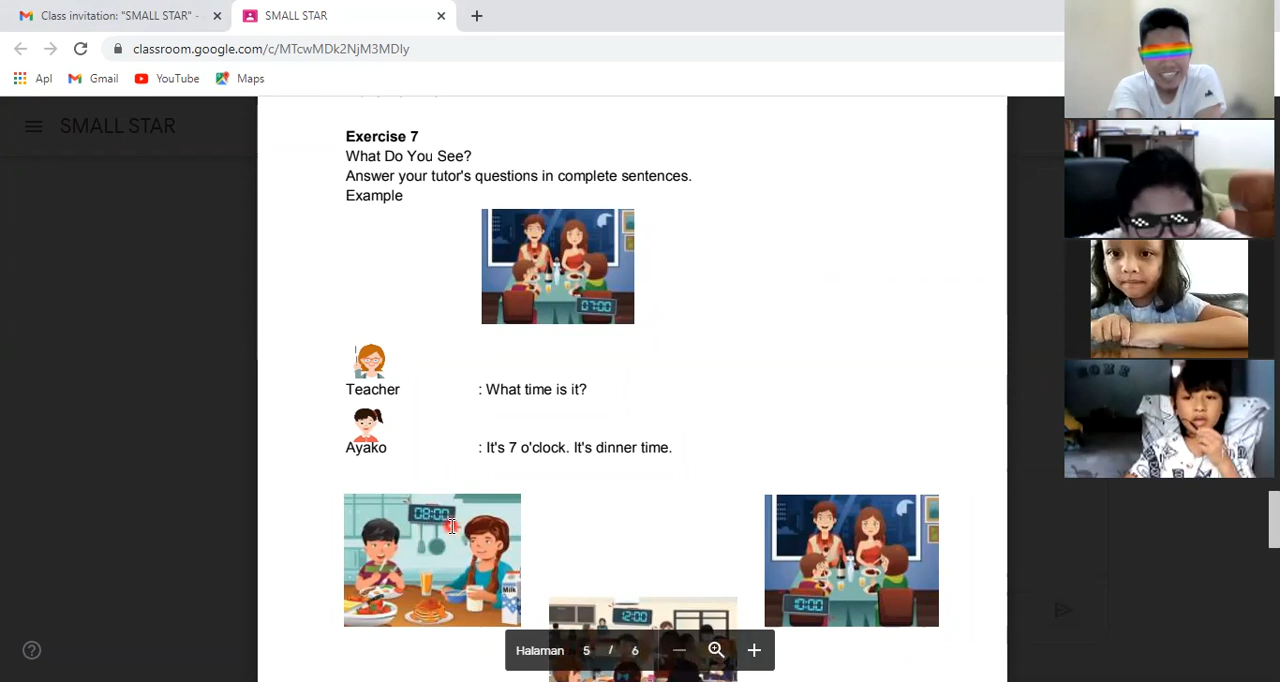 Class invitation: "SMALL STAR" -
SMALL STAR
classroom.google.com/c/MTcwMDk2NjM3MDIy
Apl
Gmail
YouTube
Maps
SMALL STAR
Exercise 7
What Do You See?
Answer your tutor's questions in complete sentences.
Example
07:00
Teacher : What time is it?
Ayako : It's 7 o'clock. It's dinner time.
08:00
Milk
12:00
10:00
Halaman 5 / 6